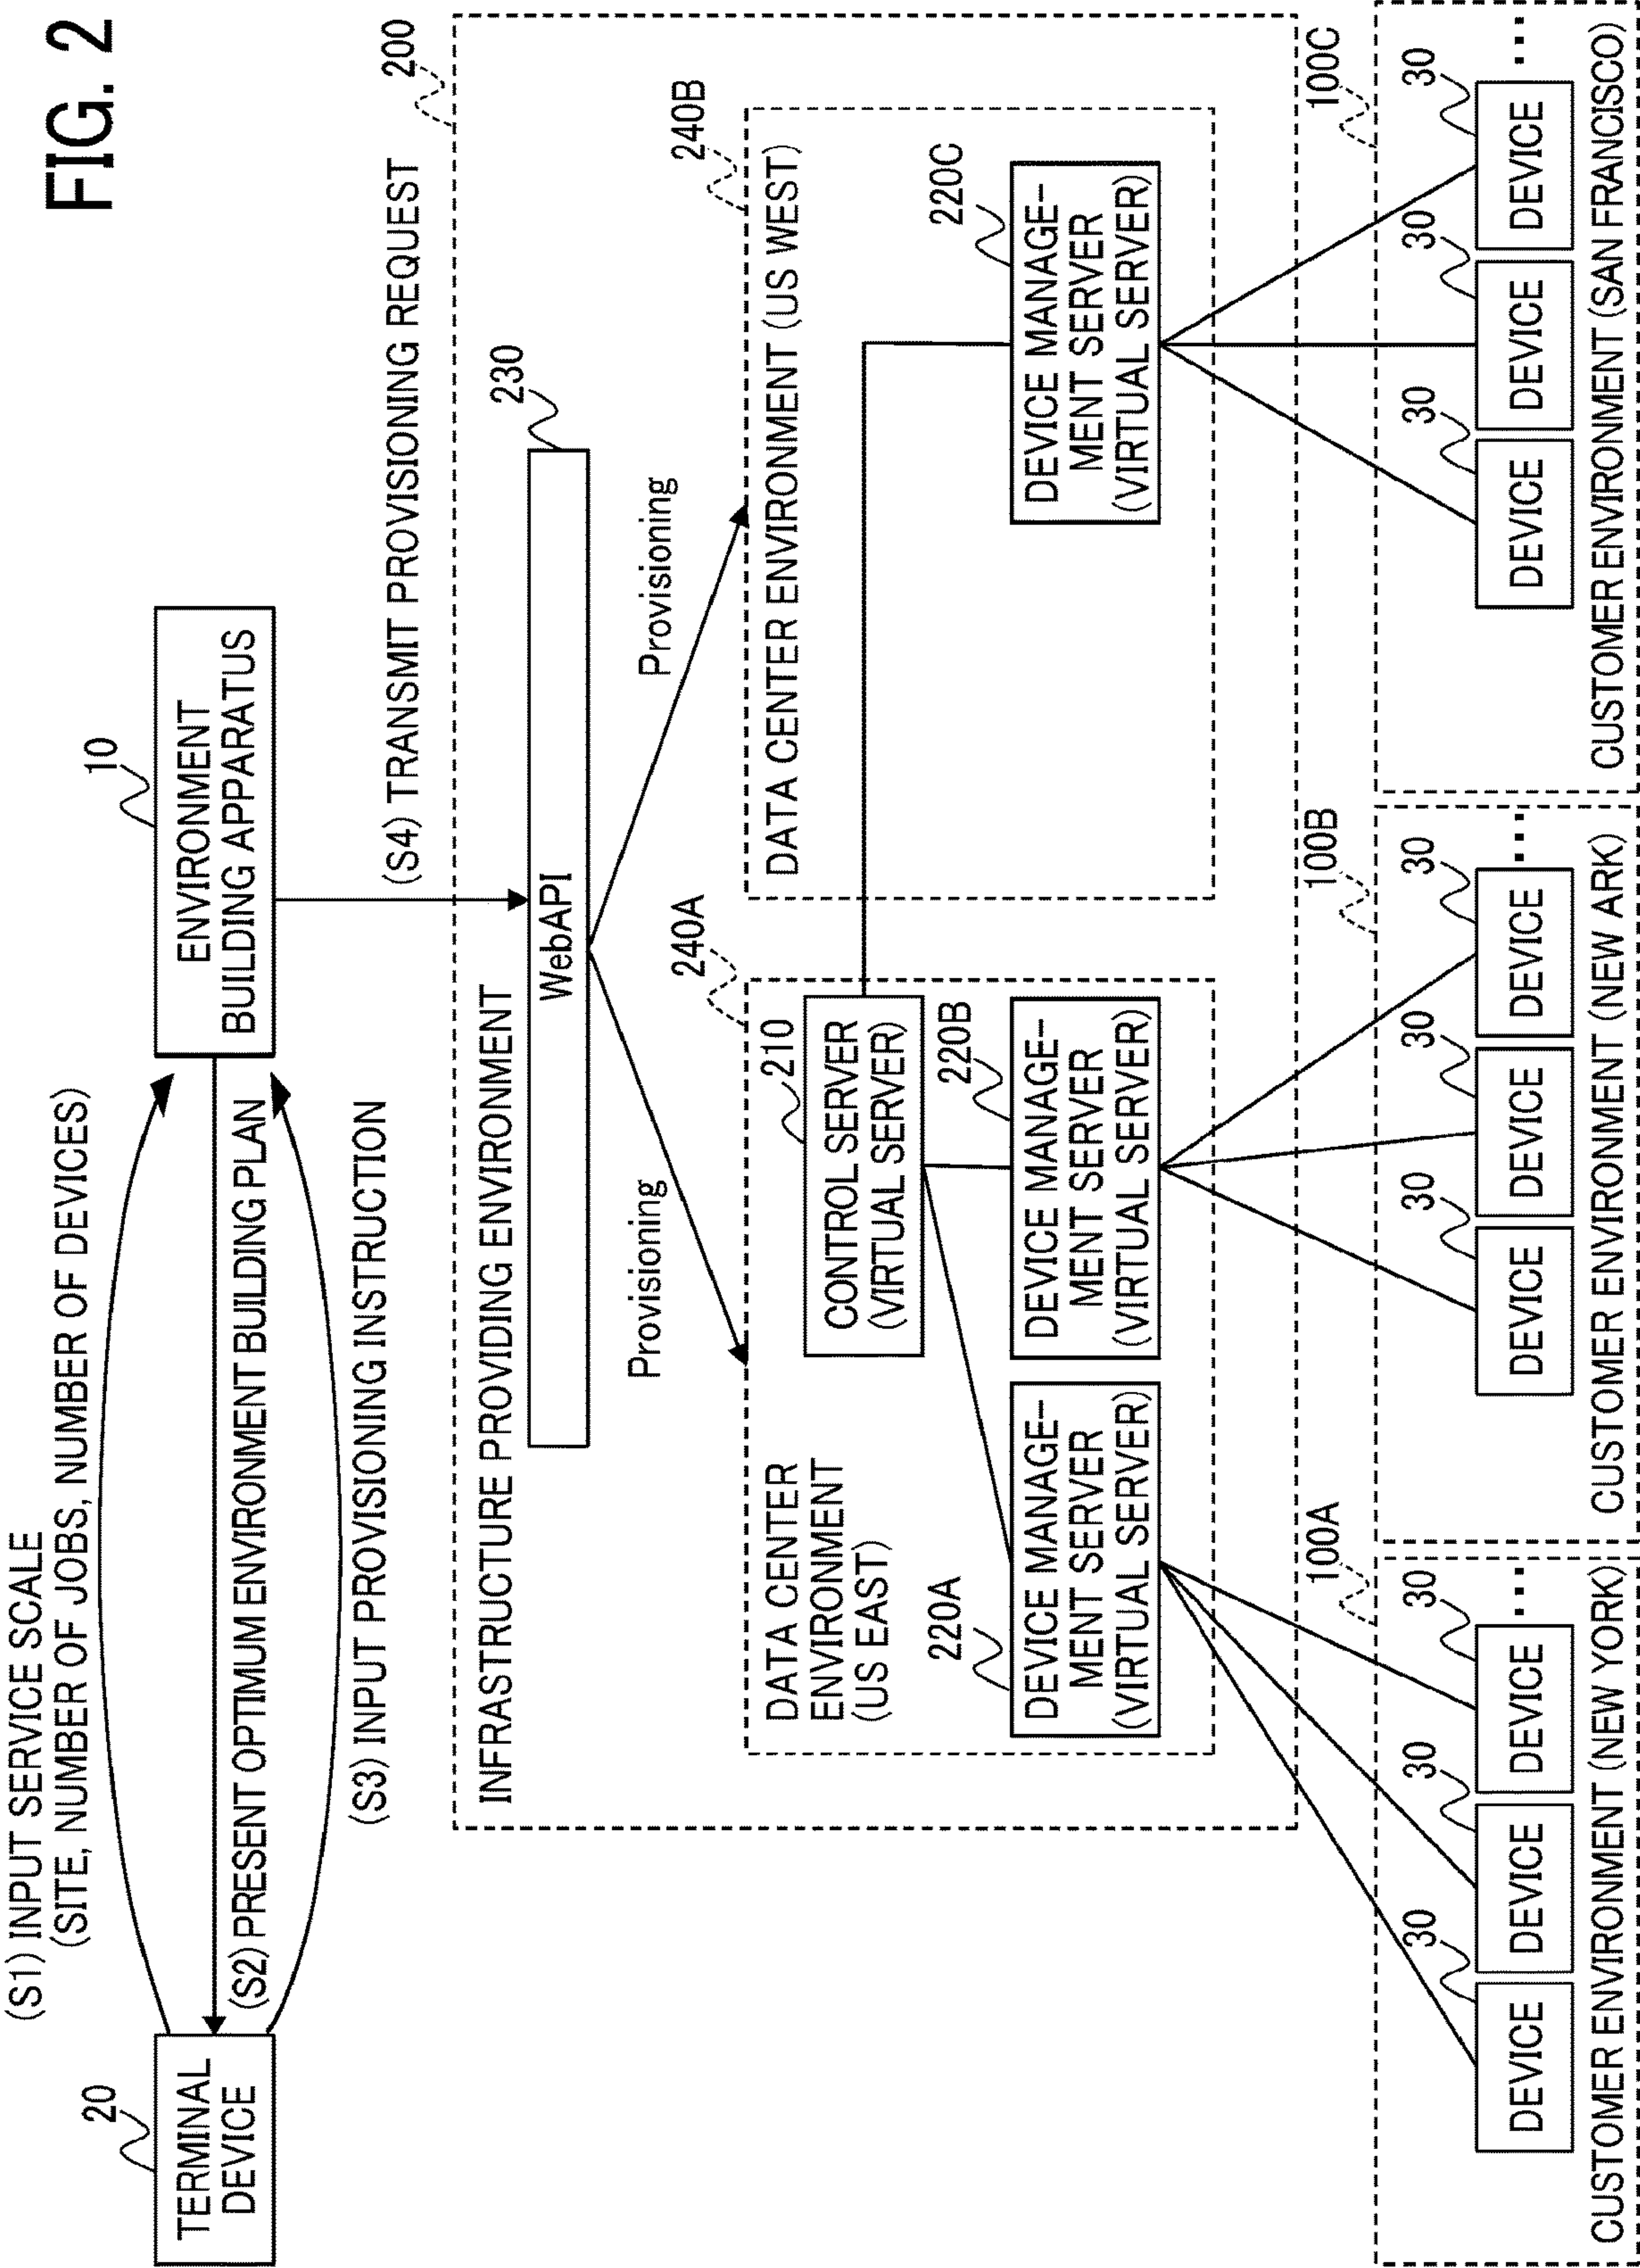 FIG. 2
(S1) INPUT SERVICE SCALE
(SITE, NUMBER OF JOBS, NUMBER OF DEVICES)
20
TERMINAL
DEVICE
10
ENVIRONMENT
BUILDING APPARATUS
(S2) PRESENT OPTIMUM ENVIRONMENT BUILDING PLAN
(S3) INPUT PROVISIONING INSTRUCTION
(S4) TRANSMIT PROVISIONING REQUEST
200
INFRASTRUCTURE PROVIDING ENVIRONMENT
230
WebAPI
Provisioning
Provisioning
240A
DATA CENTER
ENVIRONMENT
(US EAST)
210
CONTROL SERVER
(VIRTUAL SERVER)
240B
DATA CENTER ENVIRONMENT (US WEST)
220A
DEVICE MANAGE-
MENT SERVER
(VIRTUAL SERVER)
220B
DEVICE MANAGE-
MENT SERVER
(VIRTUAL SERVER)
220C
DEVICE MANAGE-
MENT SERVER
(VIRTUAL SERVER)
100A
30
30
30
DEVICE
DEVICE
DEVICE
...
CUSTOMER ENVIRONMENT (NEW YORK)
100B
30
30
30
DEVICE
DEVICE
DEVICE
...
CUSTOMER ENVIRONMENT (NEW ARK)
100C
30
30
30
DEVICE
DEVICE
DEVICE
...
CUSTOMER ENVIRONMENT (SAN FRANCISCO)